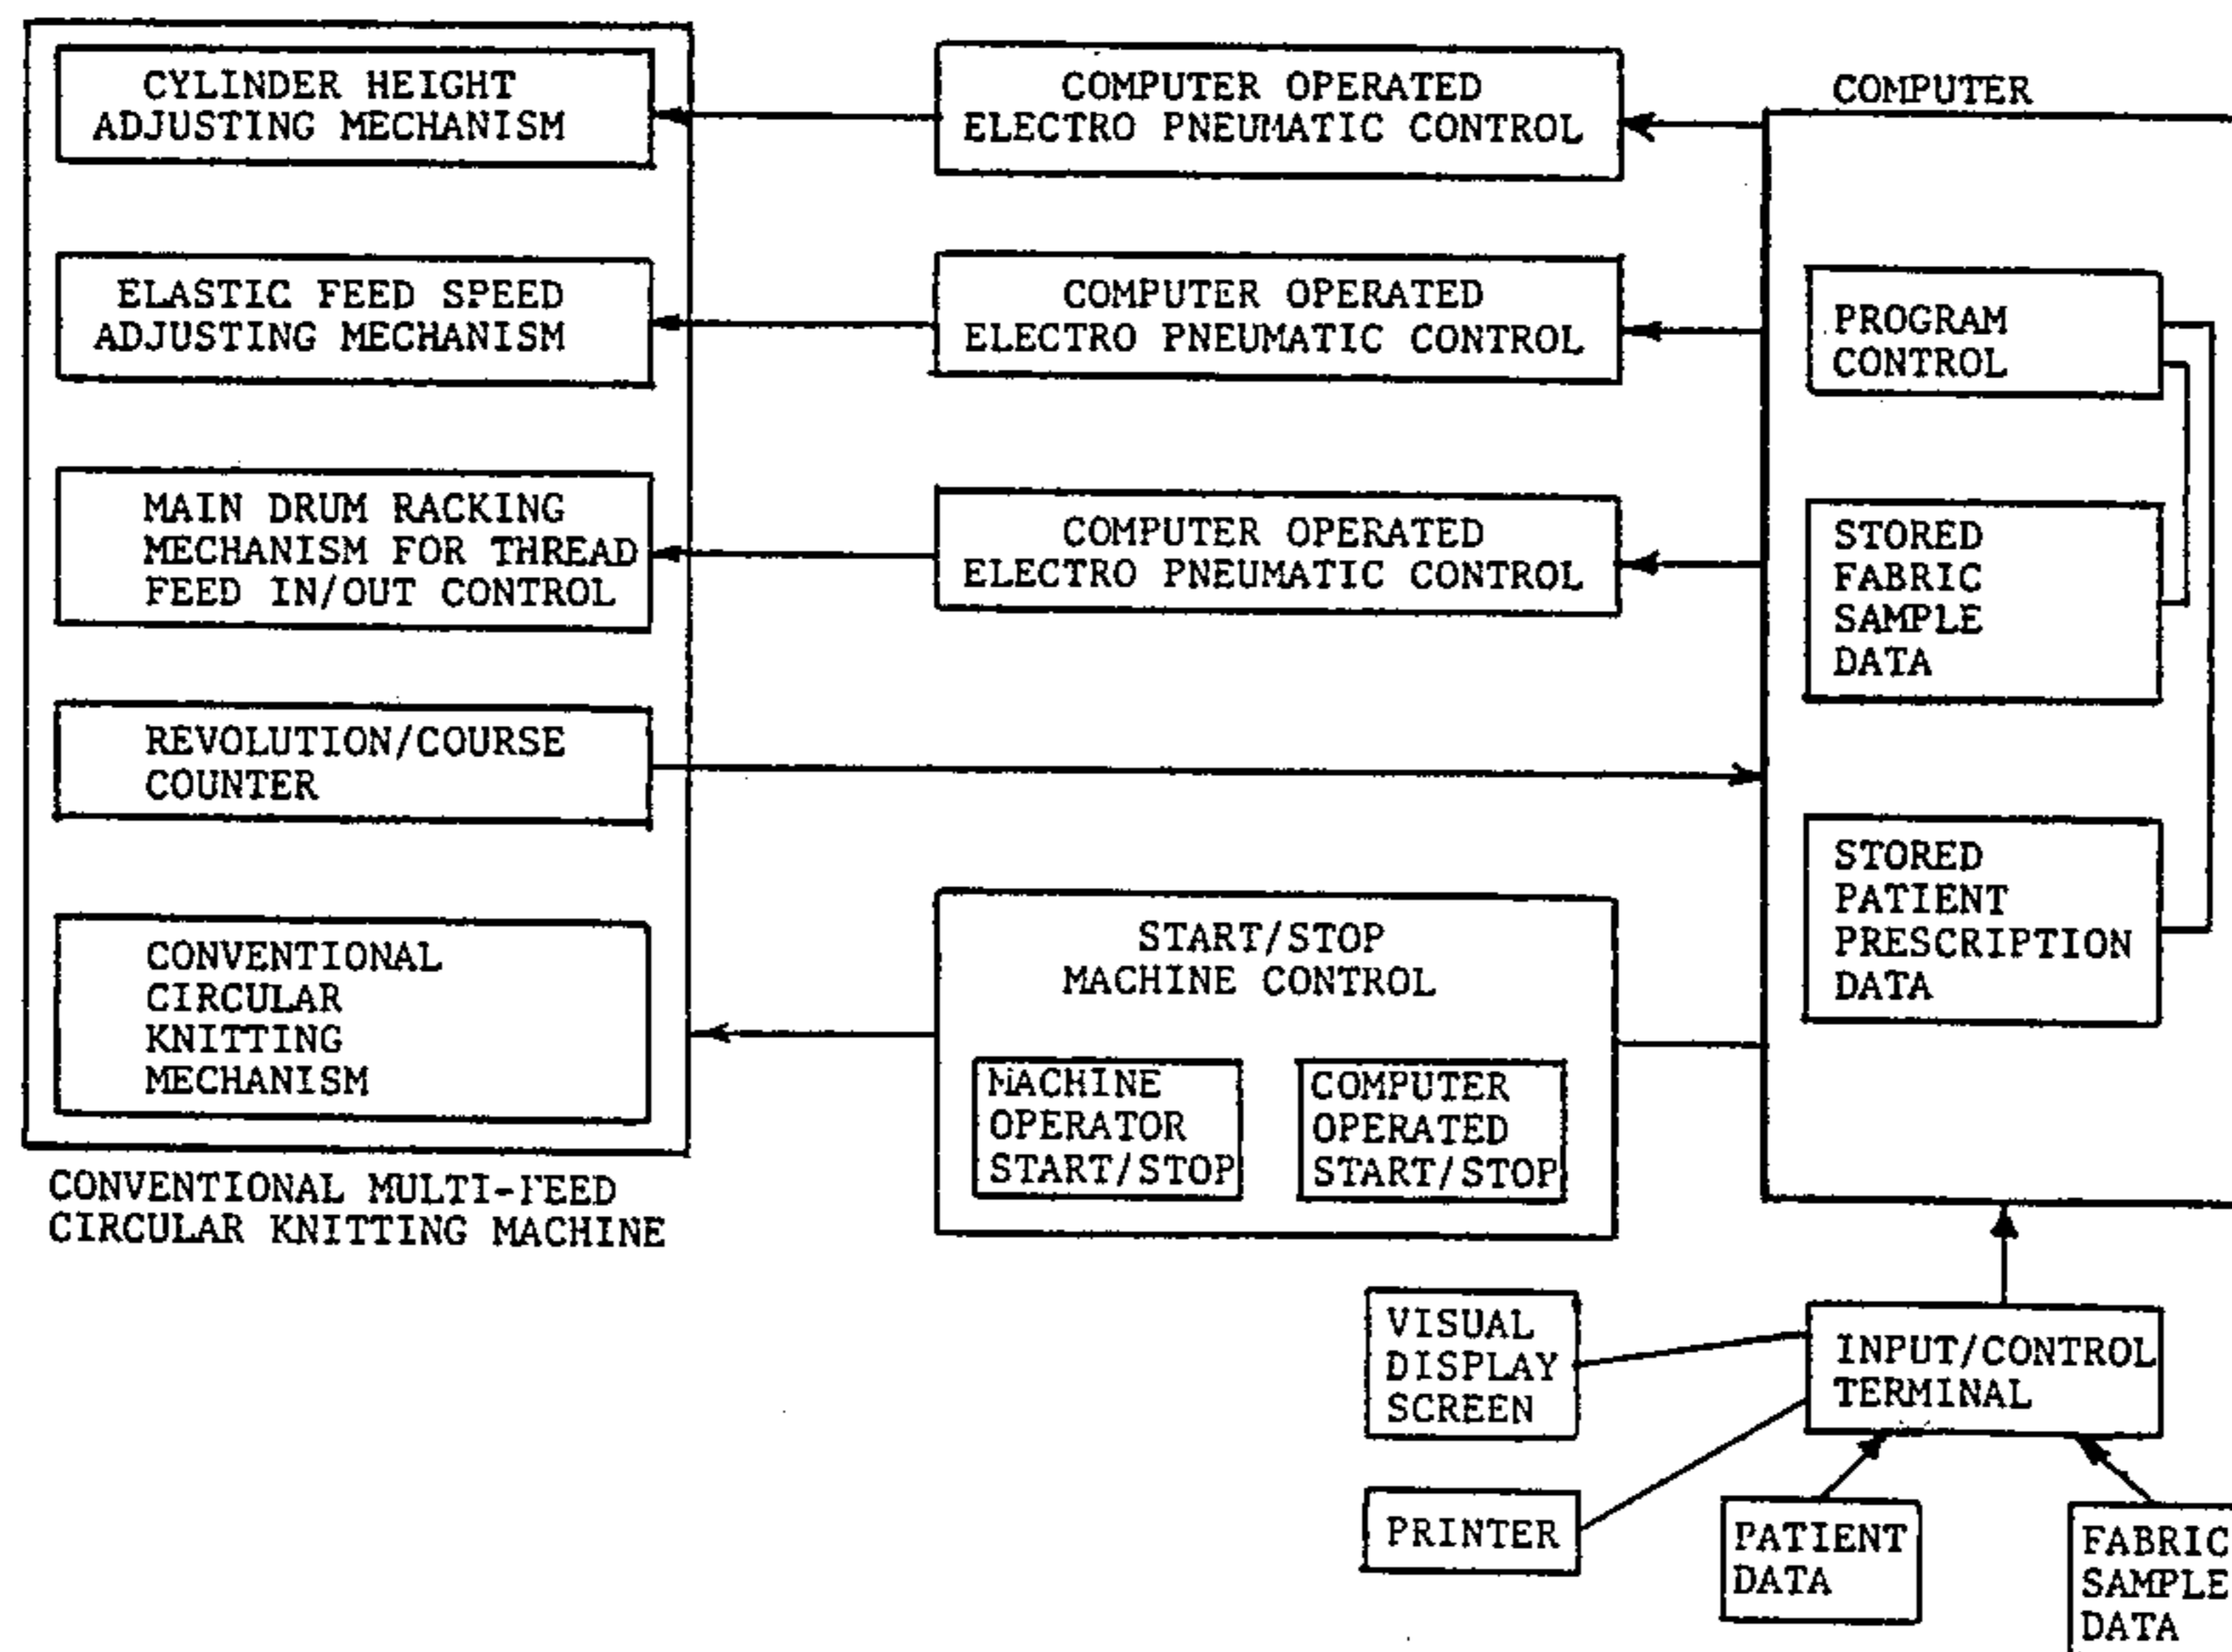 CYLINDER HEIGHT
ADJUSTING MECHANISM
ELASTIC FEED SPEED
ADJUSTING MECHANISM
MAIN DRUM RACKING
MECHANISM FOR THREAD
FEED IN/OUT CONTROL
REVOLUTION/COURSE
COUNTER
CONVENTIONAL
CIRCULAR
KNITTING
MECHANISM
CONVENTIONAL MULTI-FEED
CIRCULAR KNITTING MACHINE
COMPUTER OPERATED
ELECTRO PNEUMATIC CONTROL
COMPUTER OPERATED
ELECTRO PNEUMATIC CONTROL
COMPUTER OPERATED
ELECTRO PNEUMATIC CONTROL
START/STOP
MACHINE CONTROL
MACHINE
OPERATOR
START/STOP
COMPUTER
OPERATED
START/STOP
COMPUTER
PROGRAM
CONTROL
STORED
FABRIC
SAMPLE
DATA
STORED
PATIENT
PRESCRIPTION
DATA
VISUAL
DISPLAY
SCREEN
PRINTER
INPUT/CONTROL
TERMINAL
PATIENT
DATA
FABRIC
SAMPLE
DATA